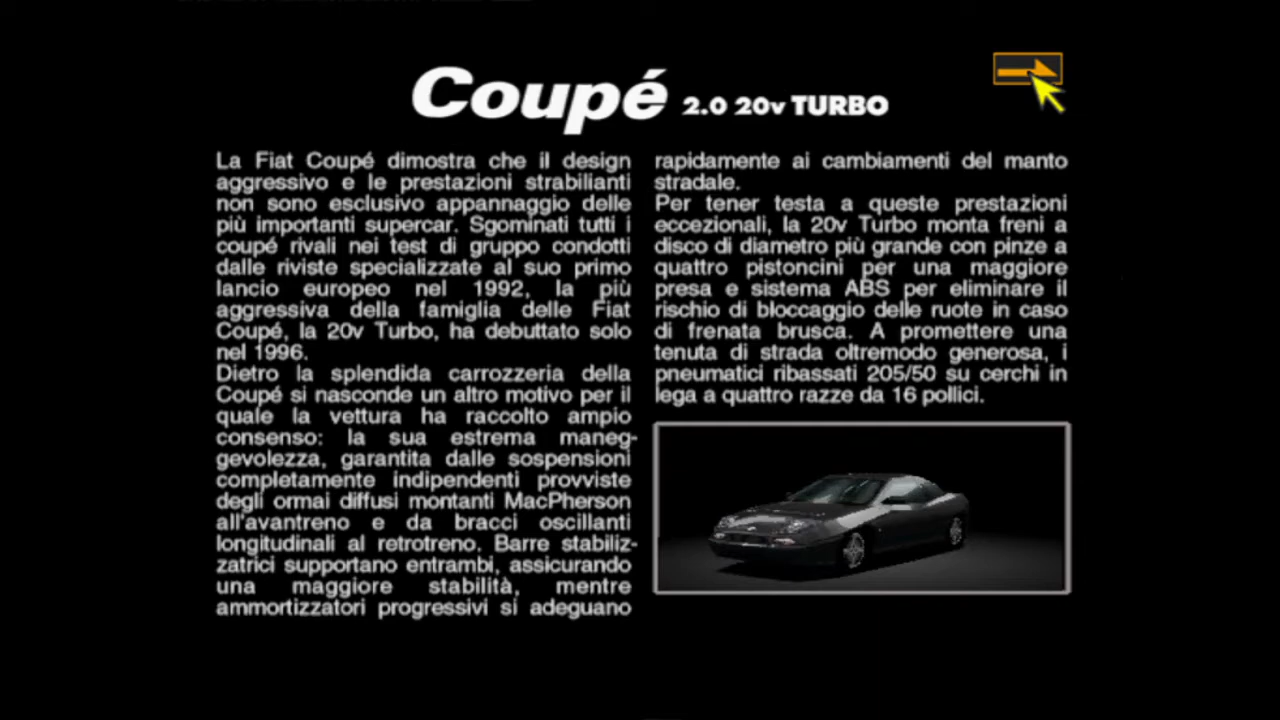 Coupé 2.0 20v TURBO
La Fiat Coupé dimostra che il design
aggressivo e le prestazioni strabilianti
non sono esclusivo appannaggio delle
più importanti supercar. Sgominati tutti i
coupé rivali nei test di gruppo condotti
dalle riviste specializzate al suo primo
lancio europeo nel 1992, la più
aggressiva della famiglia delle Fiat
Coupé, la 20v Turbo, ha debuttato solo
nel 1996.
Dietro la splendida carrozzeria della
Coupé si nasconde un altro motivo per il
quale la vettura ha raccolto ampio
consenso: la sua estrema maneg-
gevolezza, garantita dalle sospensioni
completamente indipendenti provviste
degli ormai diffusi montanti MacPherson
all'avantreno e da bracci oscillanti
longitudinali al retrotreno. Barre stabiliz-
zatrici supportano entrambi, assicurando
una maggiore stabilità, mentre
ammortizzatori progressivi si adeguano
rapidamente ai cambiamenti del manto
stradale.
Per tener testa a queste prestazioni
eccezionali, la 20v Turbo monta freni a
disco di diametro più grande con pinze a
quattro pistoncini per una maggiore
presa e sistema ABS per eliminare il
rischio di bloccaggio delle ruote in caso
di frenata brusca. A promettere una
tenuta di strada oltremodo generosa, i
pneumatici ribassati 205/50 su cerchi in
lega a quattro razze da 16 pollici.